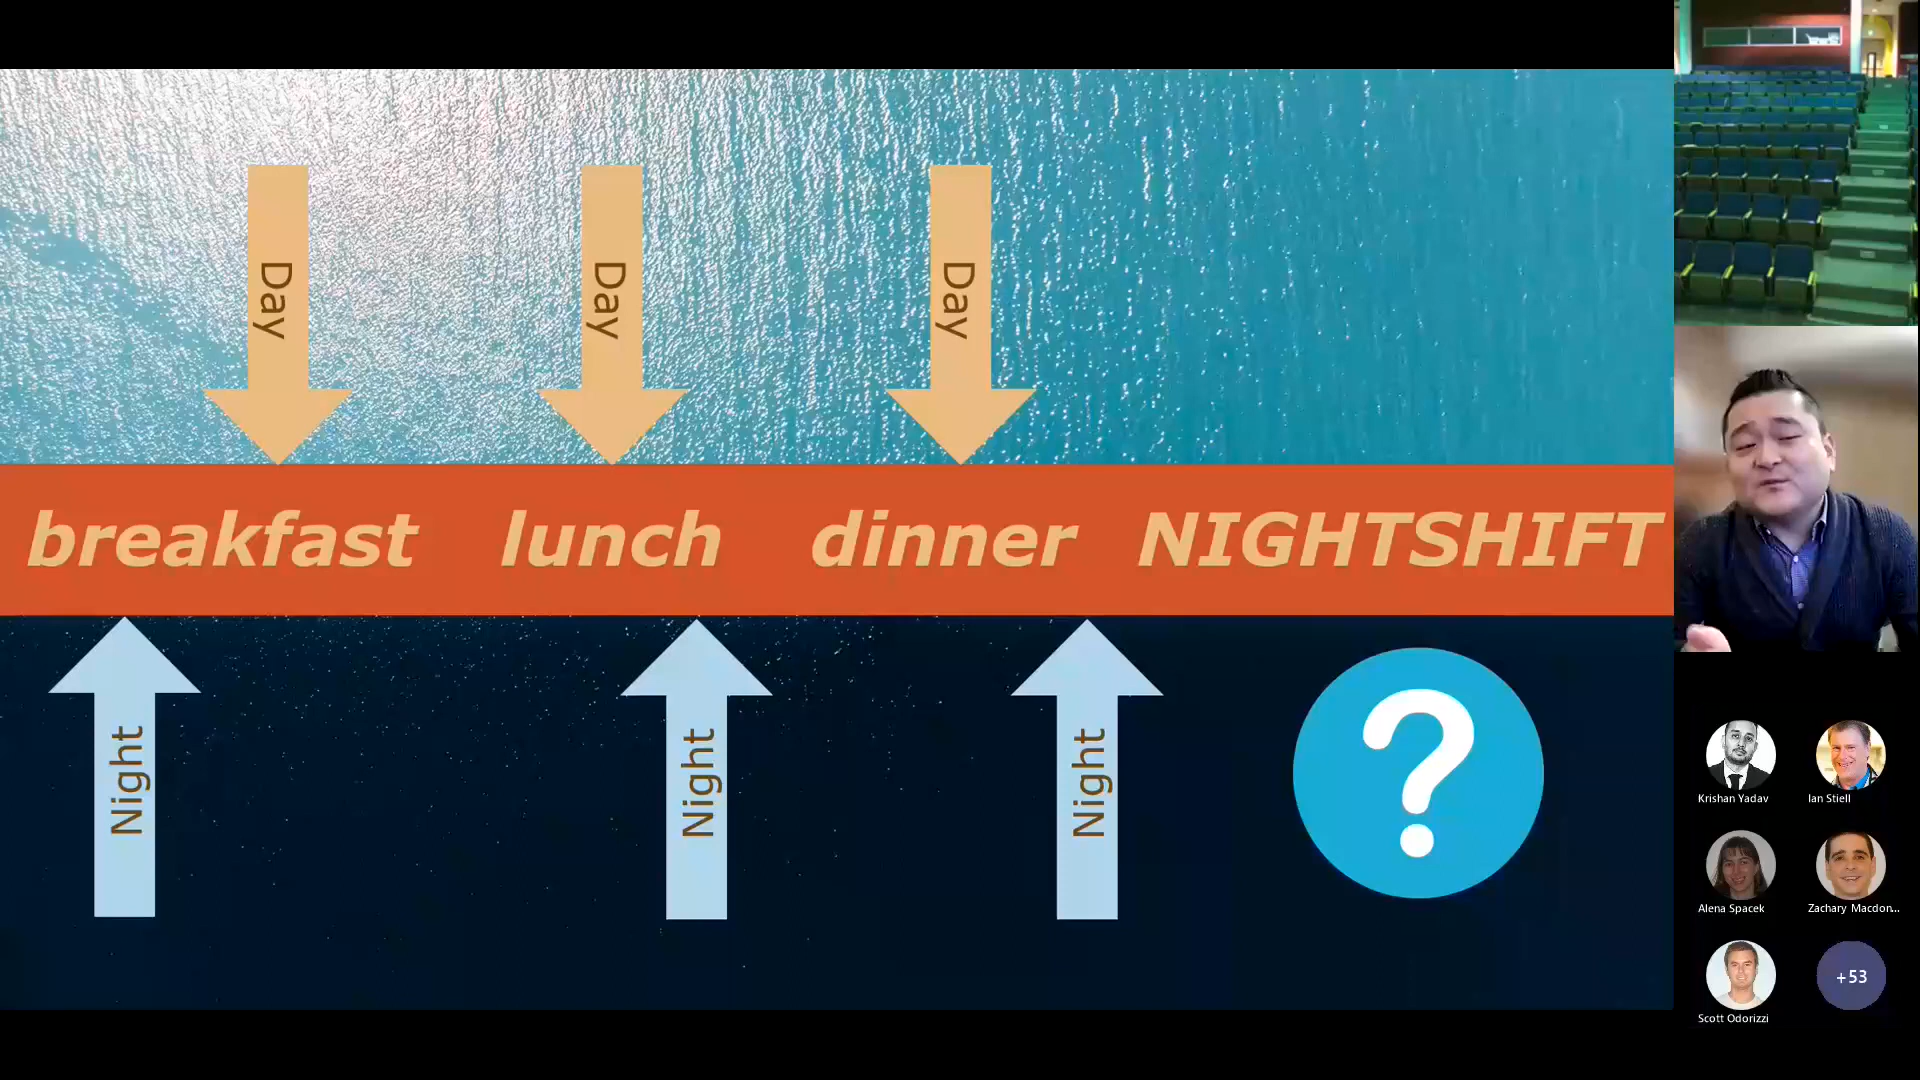 Day Day Day
breakfast lunch dinner NIGHTSHIFT
Night Night Night
?
Krishan Yadav
Ian Stiell
Alena Spacek
Zachary Macdon...
Scott Odorizzi
+53